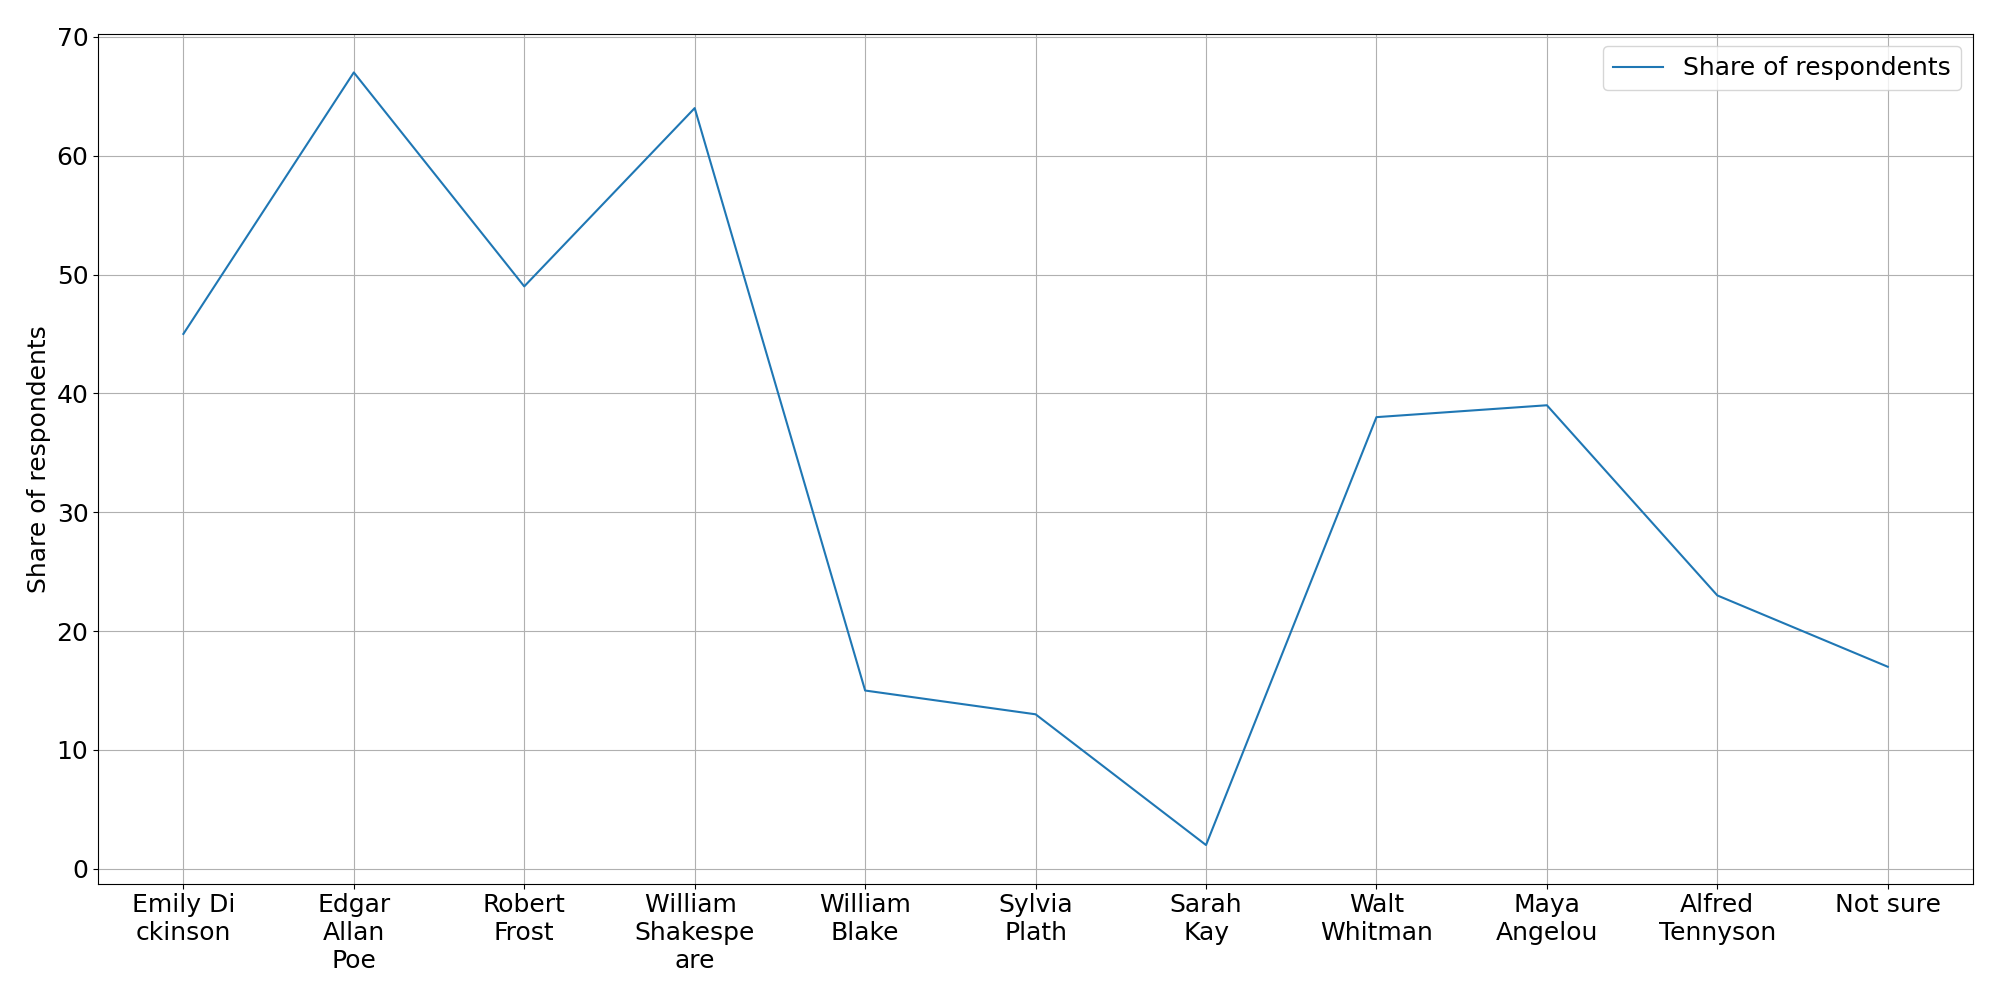 70
60
50
40
30
20
10
0
Share of respondents
Share of respondents
Emily Di
ckinson
Edgar
Allan
Poe
Robert
Frost
William
Shakespe
are
William
Blake
Sylvia
Plath
Sarah
Kay
Walt
Whitman
Maya
Angelou
Alfred
Tennyson
Not sure